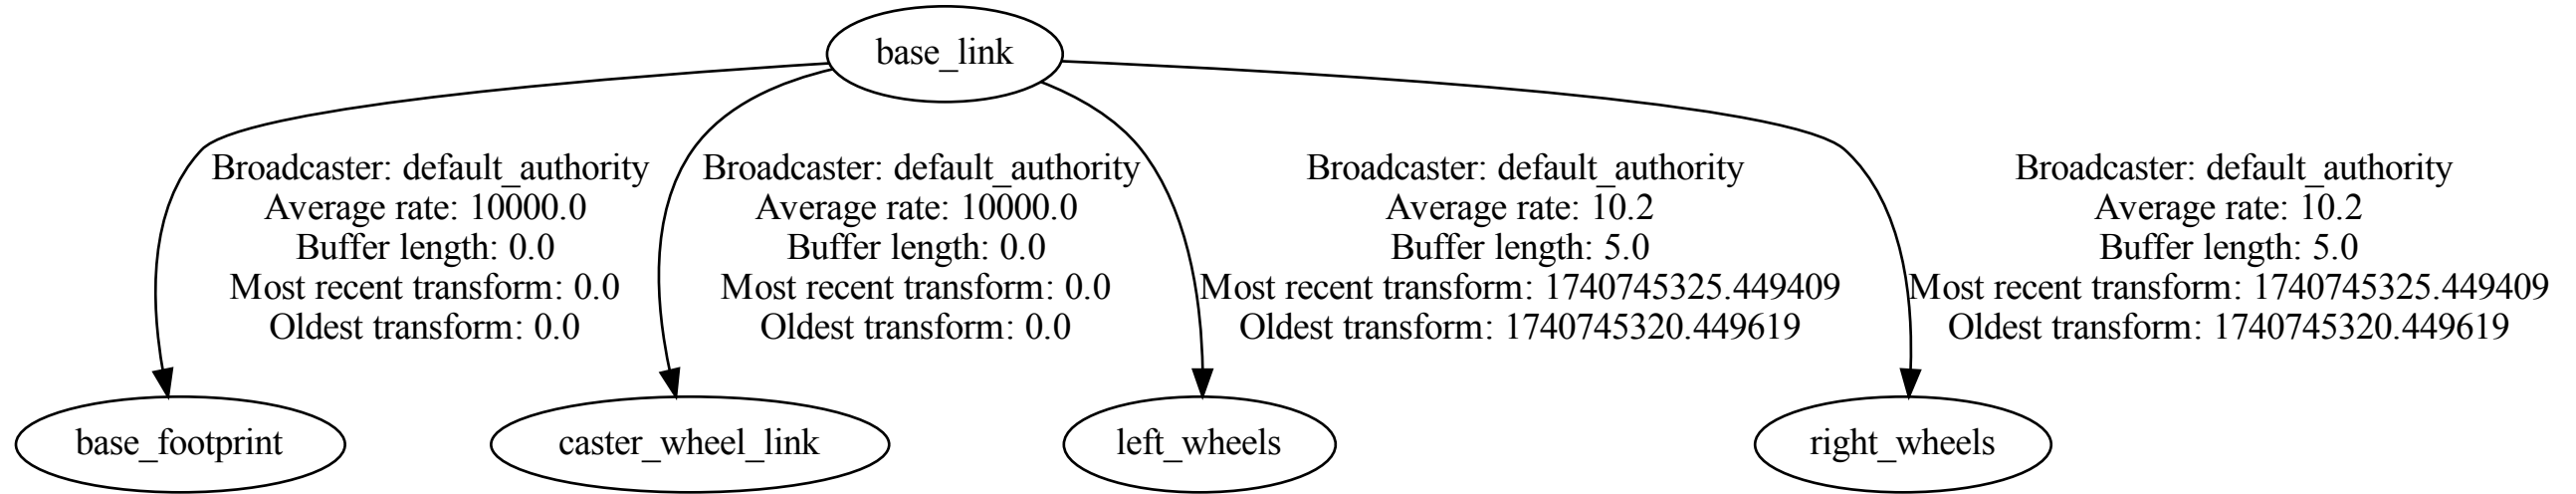 base_link
Broadcaster: default_authority
Average rate: 10000.0
Buffer length: 0.0
Most recent transform: 0.0
Oldest transform: 0.0
Broadcaster: default_authority
Average rate: 10000.0
Buffer length: 0.0
Most recent transform: 0.0
Oldest transform: 0.0
Broadcaster: default_authority
Average rate: 10.2
Buffer length: 5.0
Most recent transform: 1740745325.449409
Oldest transform: 1740745320.449619
Broadcaster: default_authority
Average rate: 10.2
Buffer length: 5.0
Most recent transform: 1740745325.449409
Oldest transform: 1740745320.449619
base_footprint
caster_wheel_link
left_wheels
right_wheels